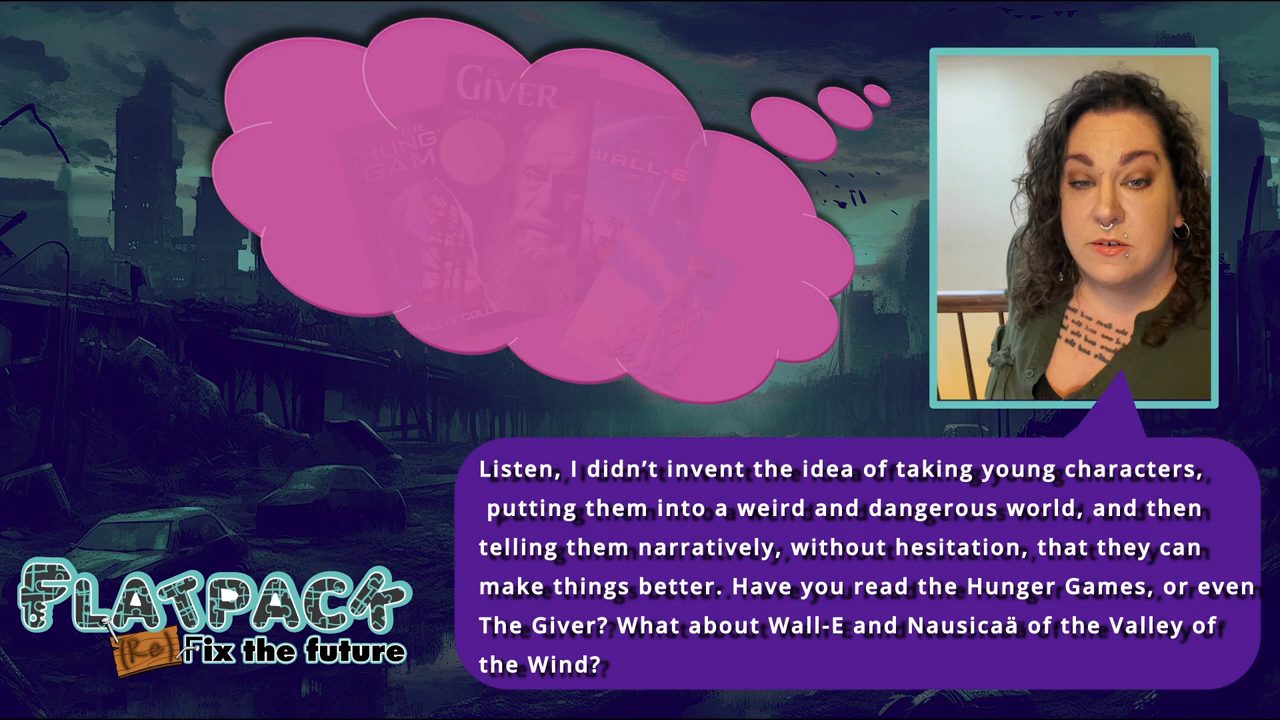 THE
GIVER
THE
HUNG
GAM
WALL-E
Listen, I didn't invent the idea of taking young characters,
putting them into a weird and dangerous world, and then
telling them narratively, without hesitation, that they can
make things better. Have you read the Hunger Games, or even
The Giver? What about Wall-E and Nausicaä of the Valley of
the Wind?
FLATPACK
(Re) Fix the future